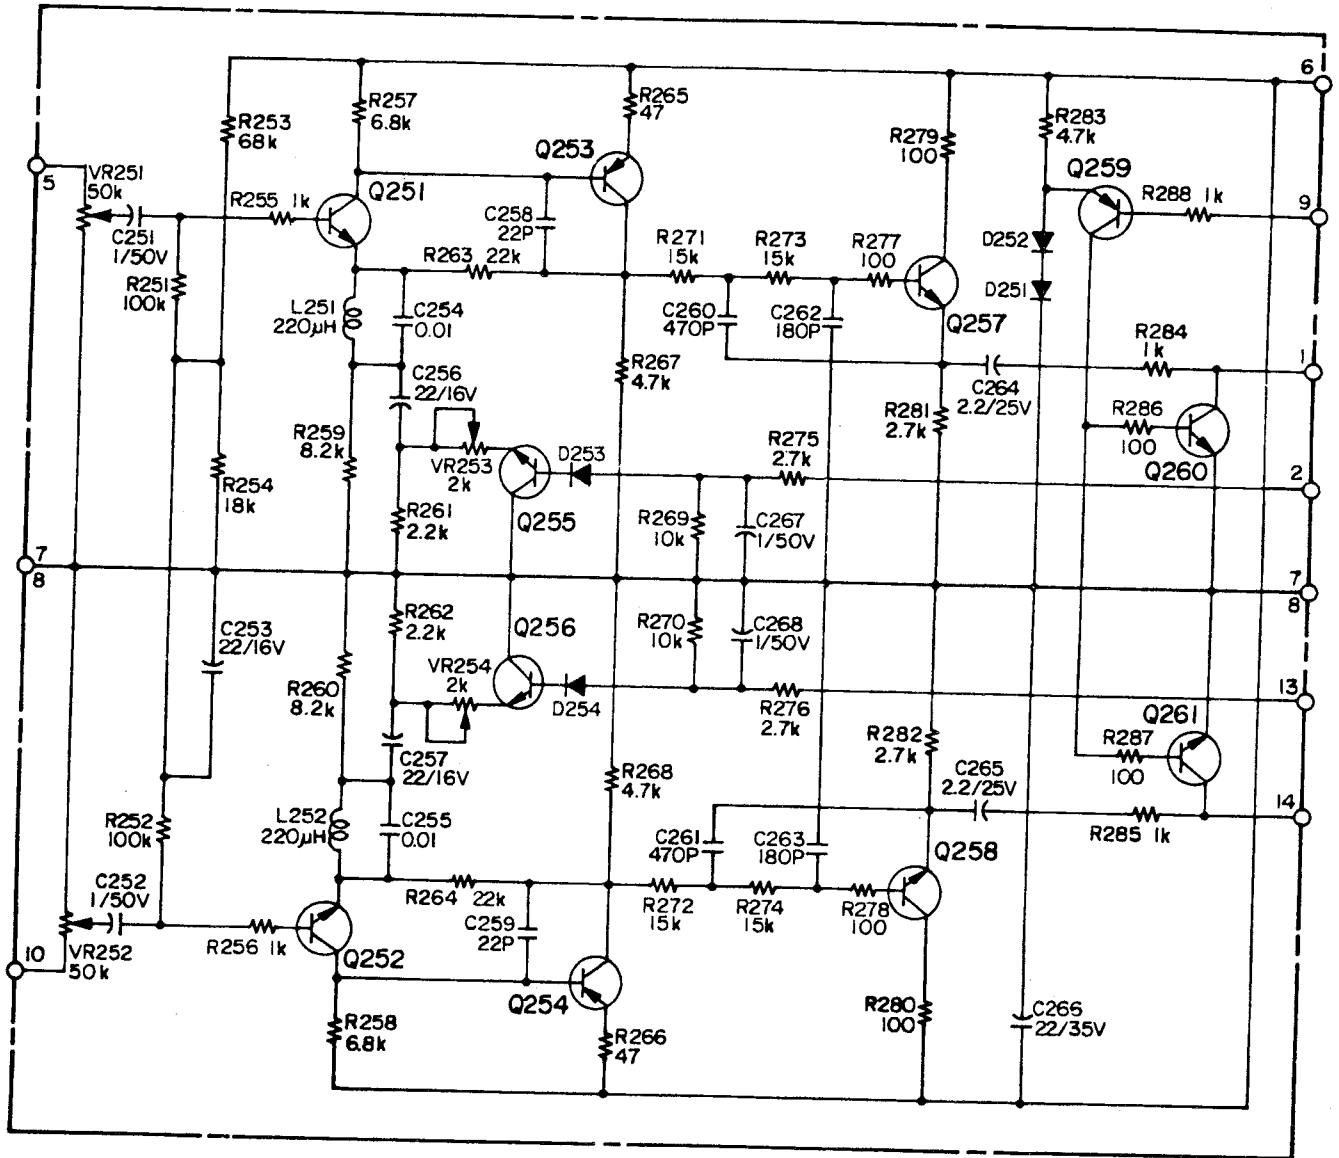 6
R257
6.8k
R265
47
R253
68k
R279
100
R283
4.7k
Q253
Q259
5
VR251
50k
R255 1k
Q251
R288 1k
9
C258
22P
C251
1/50V
R263 22k
R271
15k
R273
15k
R277
100
D252
R251
100k
D251
L251
220μH
C254
0.01
C260
470P
C262
180P
Q257
R284
1k
1
R267
4.7k
C256
22/16V
C264
2.2/25V
R281
2.7k
R286
100
R259
8.2k
R275
2.7k
D253
VR253
2k
Q260
2
R254
18k
R261
2.2k
Q255
R269
10k
C267
1/50V
7
8
7
8
R262
2.2k
Q256
R270
10k
C268
1/50V
C253
22/16V
VR254
2k
R260
8.2k
D254
13
R276
2.7k
Q261
R282
2.7k
R287
100
C257
22/16V
R268
4.7k
C265
2.2/25V
14
R252
100k
L252
220μH
C255
0.01
R285 1k
C261
470P
C263
180P
Q258
C252
1/50V
R264 22k
R272
15k
R274
15k
R278
100
C259
22P
R256 1k
10
VR252
50k
Q252
Q254
R280
100
C266
22/35V
R258
6.8k
R266
47